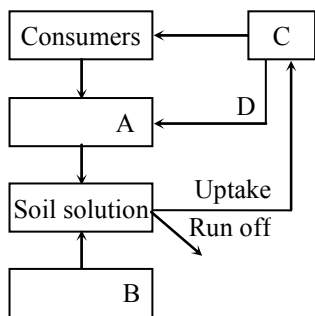 Consumers
C
D
A
Uptake
Soil solution
Run off
B